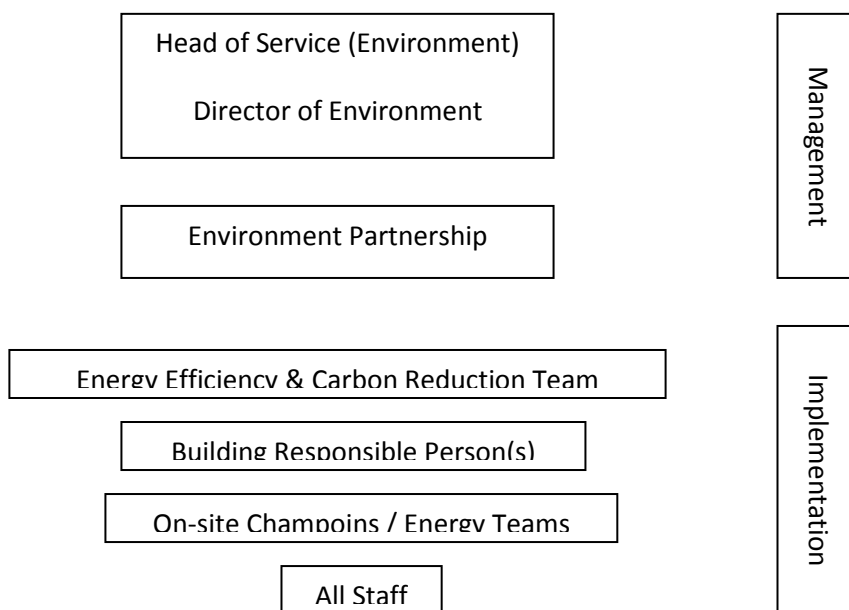 Head of Service (Environment)
Director of Environment
Management
Environment Partnership
Energy Efficiency & Carbon Reduction Team
Building Responsible Person(s)
Implementation
On-site Champoins / Energy Teams
All Staff